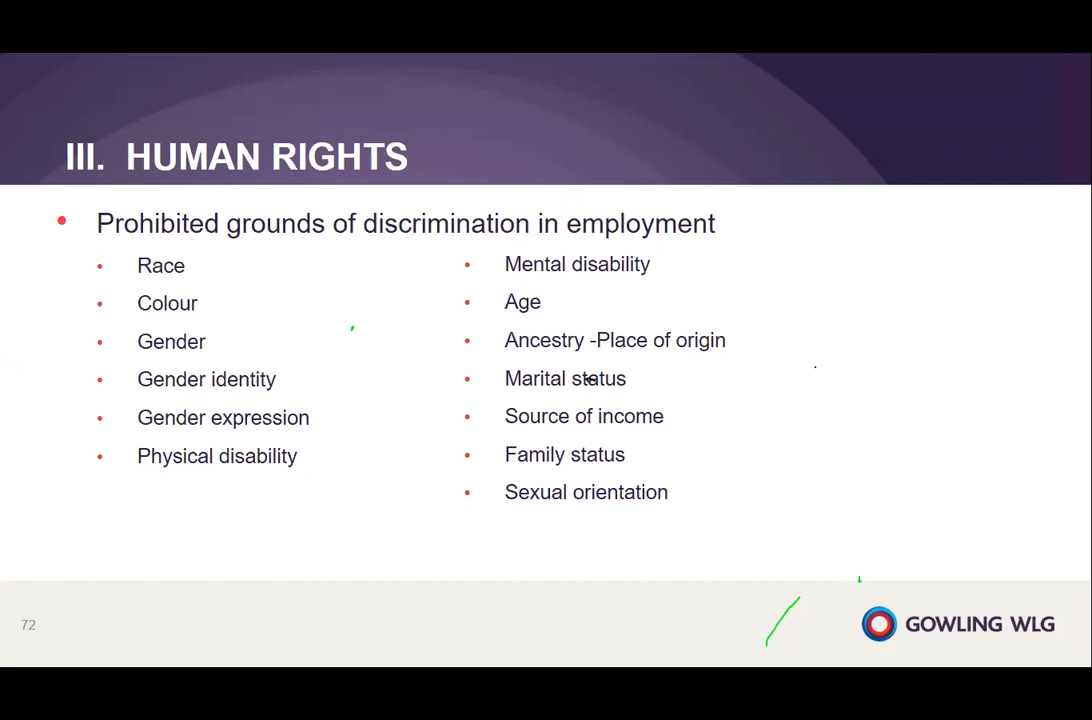 III. HUMAN RIGHTS
• Prohibited grounds of discrimination in employment
• Race
• Colour
• Gender
• Gender identity
• Gender expression
• Physical disability
• Mental disability
• Age
• Ancestry -Place of origin
• Marital status
• Source of income
• Family status
• Sexual orientation
72
GOWLING WLG